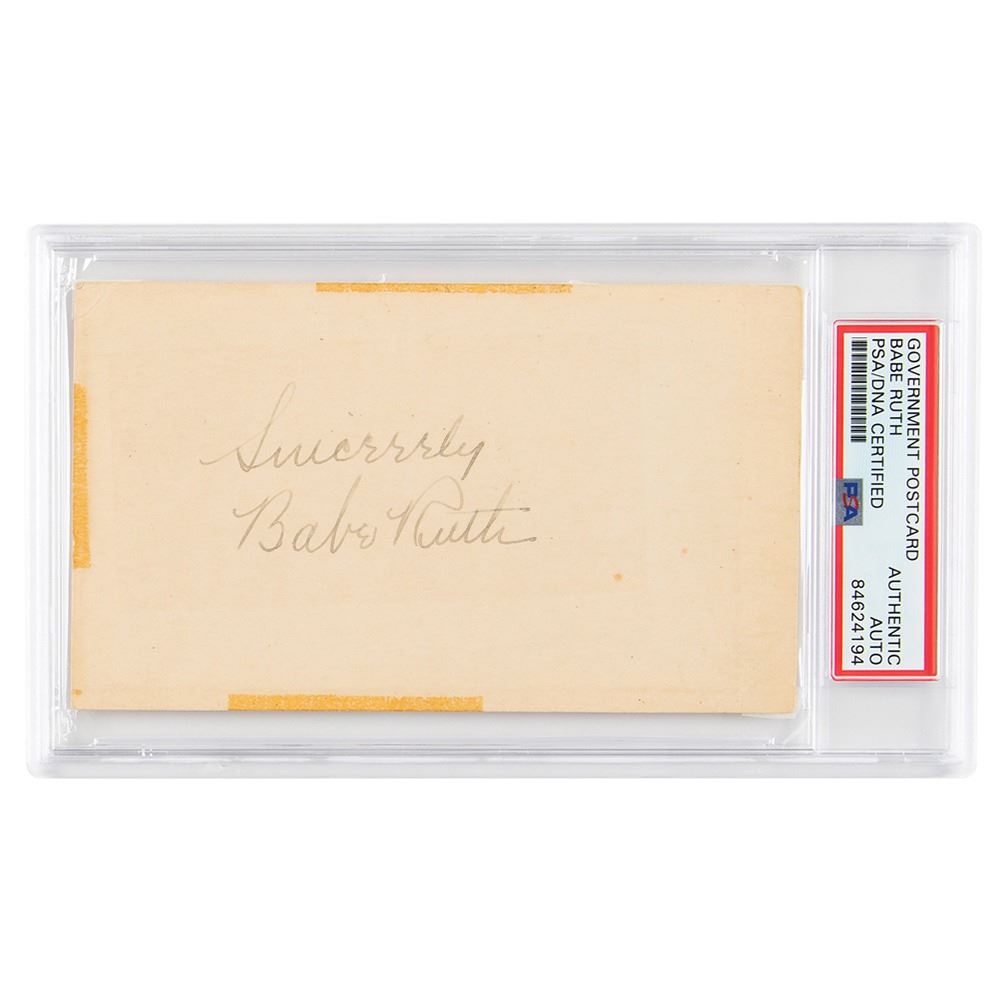 Sincerely
Babe Ruth
GOVERNMENT POSTCARD
BABE RUTH
PSA/DNA CERTIFIED
AUTHENTIC
AUTO
84624194
PSA